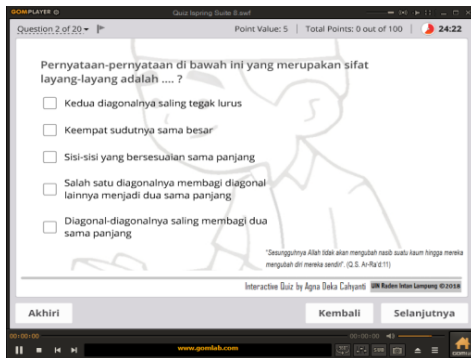 GOMPLAYER
Quiz Ispring Suite 8.swf
Question 2 of 20
Point Value: 5 | Total Points: 0 out of 100 | 24:22
Pernyataan-pernyataan di bawah ini yang merupakan sifat
layang-layang adalah .... ?
Kedua diagonalnya saling tegak lurus
Keempat sudutnya sama besar
Sisi-sisi yang bersesuaian sama panjang
Salah satu diagonalnya membagi diagonal
lainnya menjadi dua sama panjang
Diagonal-diagonalnya saling membagi dua
sama panjang
"Sesungguhnya Allah tidak akan mengubah nasib suatu kaum hingga mereka
mengubah diri mereka sendiri". (Q.S. Ar-Ra'd:11)
Interactive Quiz by Agna Deka Cahyanti UIN Raden Intan Lampung ©2018
Akhiri
Kembali
Selanjutnya
00:00:00
00:00:00
www.gomlab.com